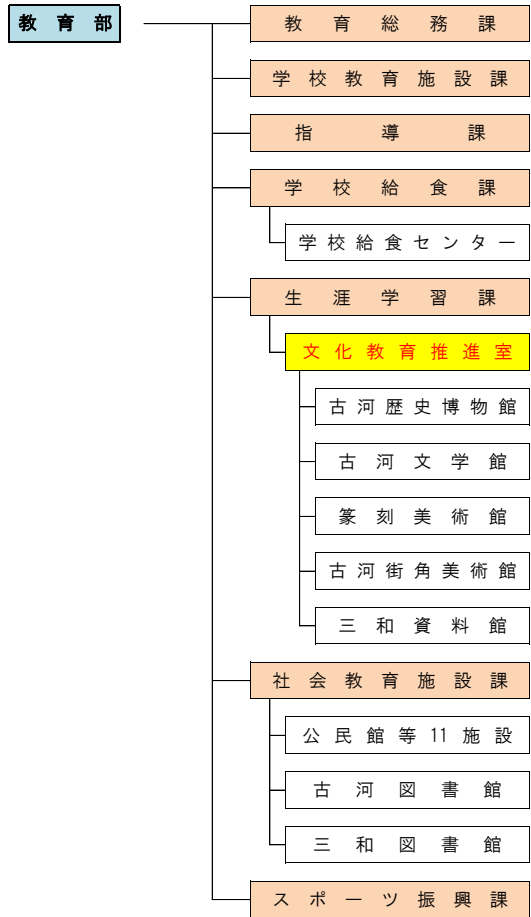 教育部
教育総務課
学校教育施設課
指導課
学校給食課
学校給食センター
生涯学習課
文化教育推進室
古河歴史博物館
古河文学館
篆刻美術館
古河街角美術館
三和資料館
社会教育施設課
公民館等11施設
古河図書館
三和図書館
スポーツ振興課